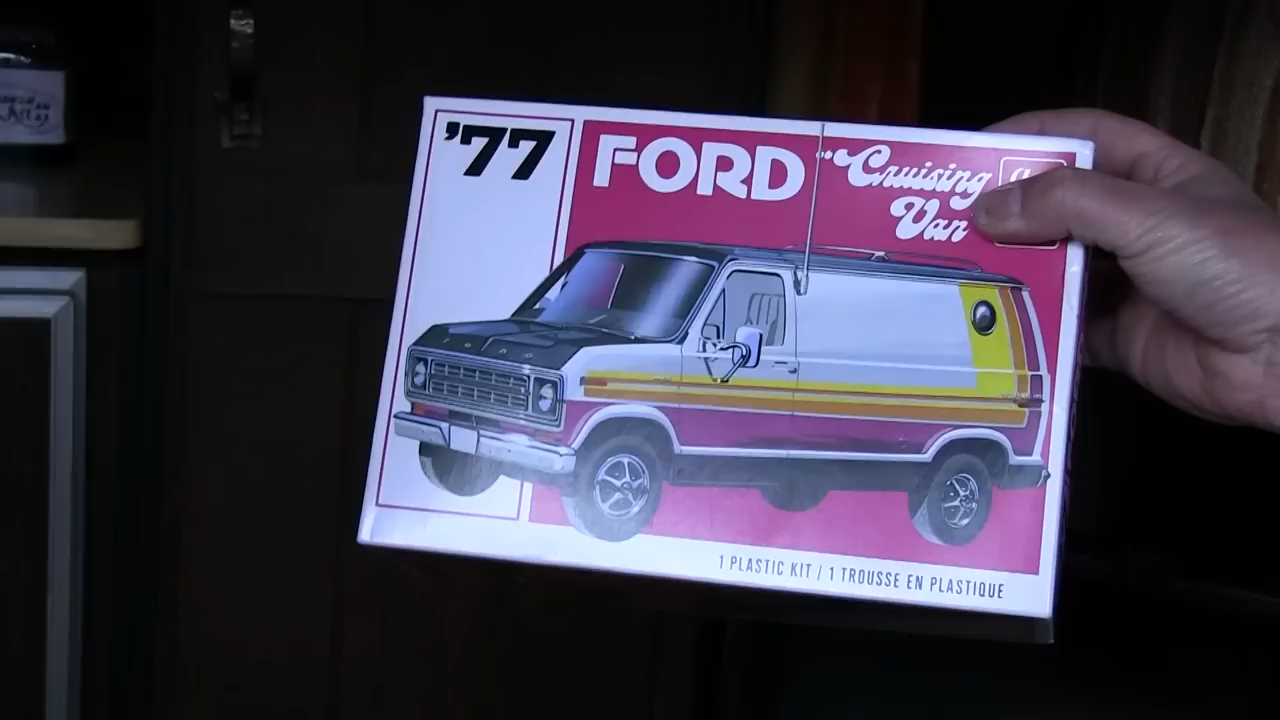 '77 FORD "Cruising
Van"
FORD
1 PLASTIC KIT / 1 TROUSSE EN PLASTIQUE